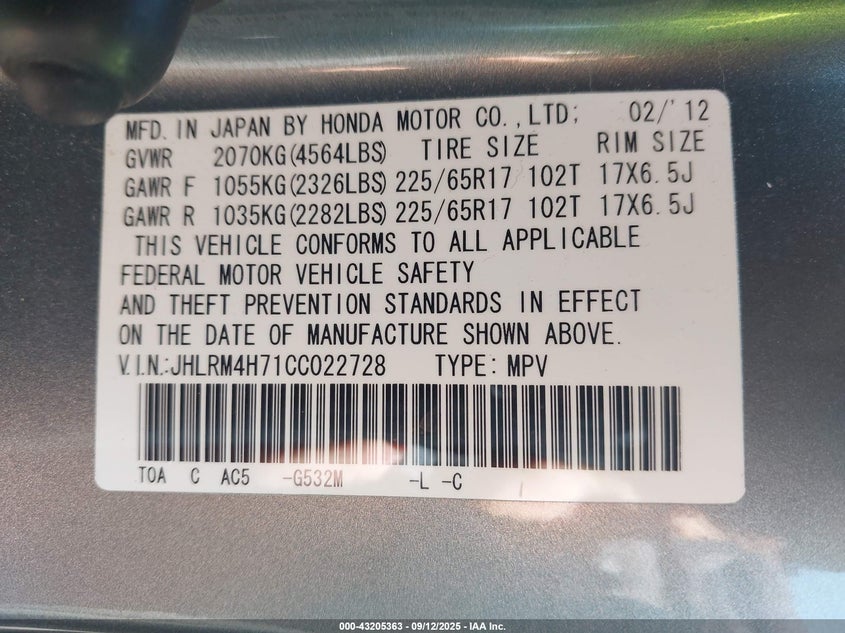 MFD. IN JAPAN BY HONDA MOTOR CO., LTD; 02/'12
GVWR 2070KG(4564LBS) TIRE SIZE RIM SIZE
GAWR F 1055KG(2326LBS) 225/65R17 102T 17X6.5J
GAWR R 1035KG(2282LBS) 225/65R17 102T 17X6.5J
THIS VEHICLE CONFORMS TO ALL APPLICABLE
FEDERAL MOTOR VEHICLE SAFETY
AND THEFT PREVENTION STANDARDS IN EFFECT
ON THE DATE OF MANUFACTURE SHOWN ABOVE.
V.I.N.:JHLRM4H71CC022728 TYPE: MPV
TOA C AC5 -G532M -L -C
000-43205363 - 09/12/2025 - IAA Inc.